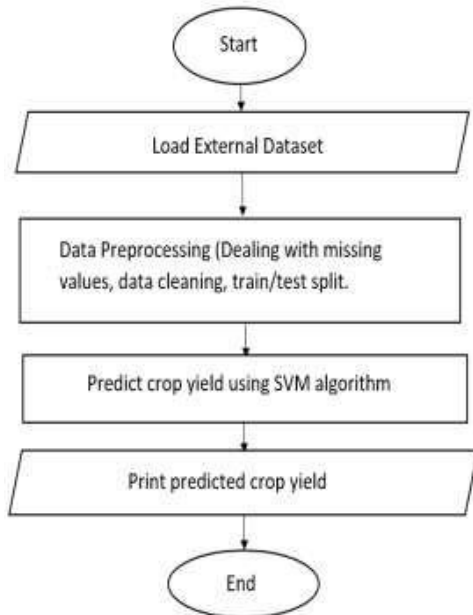 Start
Load External Dataset
Data Preprocessing (Dealing with missing
values, data cleaning, train/test split.
Predict crop yield using SVM algorithm
Print predicted crop yield
End